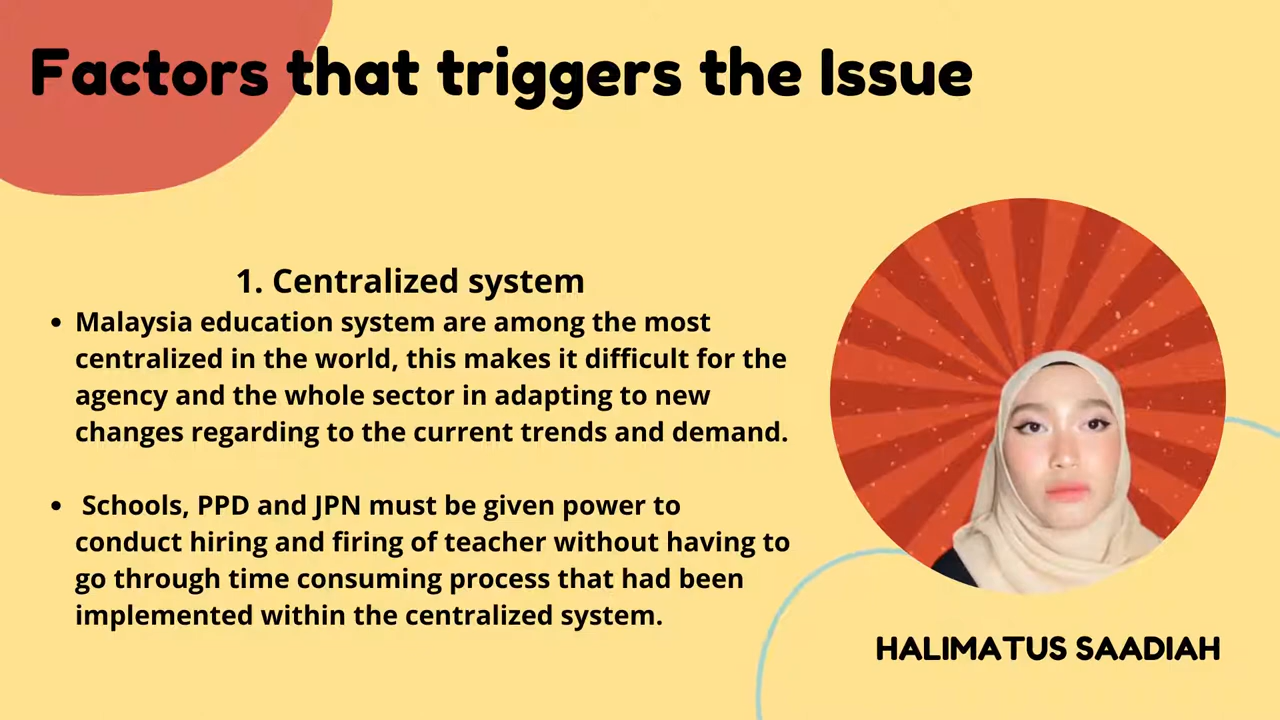 Factors that triggers the Issue
1. Centralized system
• Malaysia education system are among the most
centralized in the world, this makes it difficult for the
agency and the whole sector in adapting to new
changes regarding to the current trends and demand.
• Schools, PPD and JPN must be given power to
conduct hiring and firing of teacher without having to
go through time consuming process that had been
implemented within the centralized system.
HALIMATUS SAADIAH